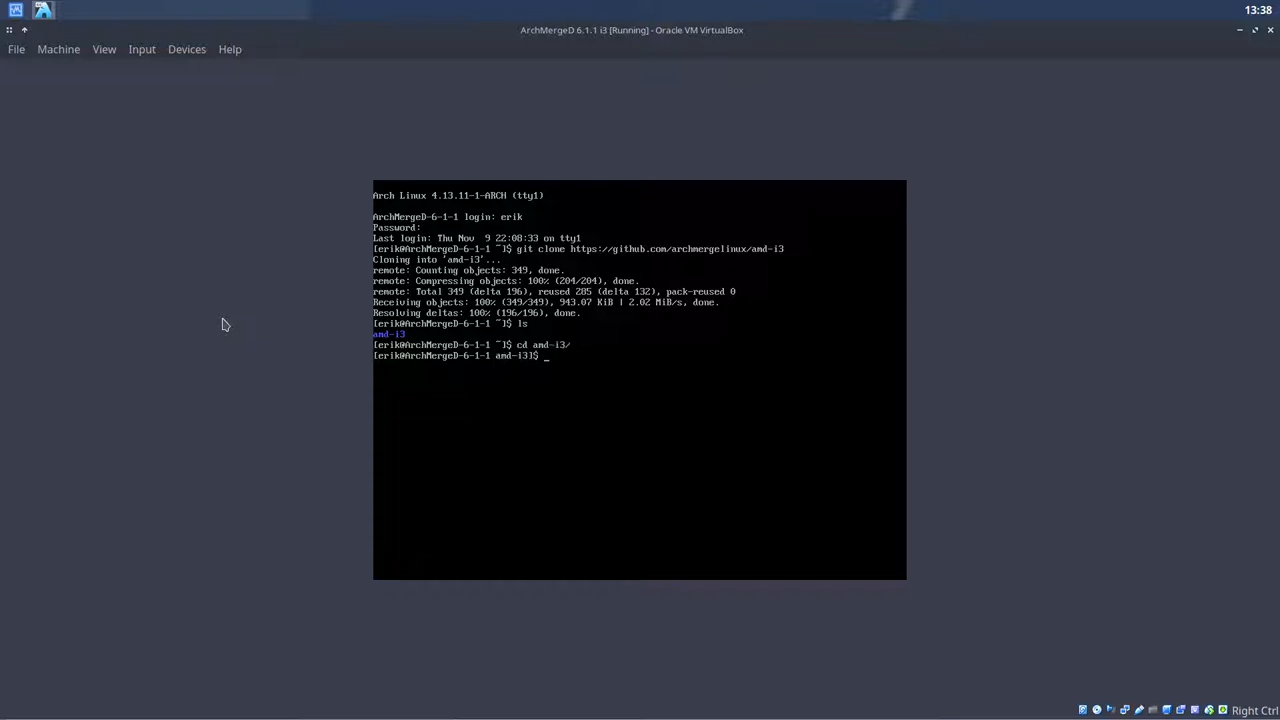 13:38
ArchMergeD 6.1.1 i3 [Running] - Oracle VM VirtualBox
File Machine View Input Devices Help
Arch Linux 4.13.11-1-ARCH (tty1)
ArchMergeD-6-1-1 login: erik
Password:
Last login: Thu Nov  9 22:08:33 on tty1
[erik@ArchMergeD-6-1-1 ~]$ git clone https://github.com/archmergelinux/amd-i3
Cloning into 'amd-i3'...
remote: Counting objects: 349, done.
remote: Compressing objects: 100% (204/204), done.
remote: Total 349 (delta 196), reused 285 (delta 132), pack-reused 0
Receiving objects: 100% (349/349), 943.07 KiB | 2.02 MiB/s, done.
Resolving deltas: 100% (196/196), done.
[erik@ArchMergeD-6-1-1 ~]$ ls
amd-i3
[erik@ArchMergeD-6-1-1 ~]$ cd amd-i3/
[erik@ArchMergeD-6-1-1 amd-i3]$ _
Right Ctrl